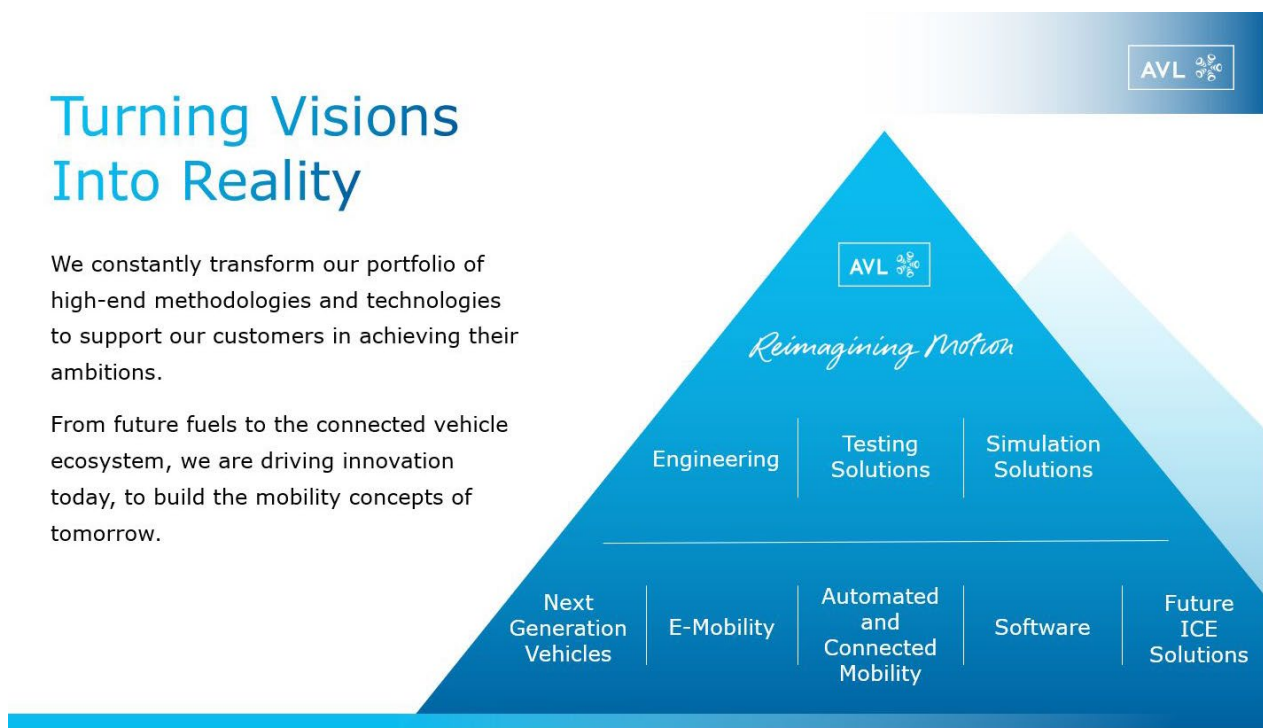 AVL
Turning Visions
Into Reality
We constantly transform our portfolio of
high-end methodologies and technologies
to support our customers in achieving their
ambitions.
From future fuels to the connected vehicle
ecosystem, we are driving innovation
today, to build the mobility concepts of
tomorrow.
AVL
Reimagining Motion
Engineering
Testing
Solutions
Simulation
Solutions
Next
Generation
Vehicles
E-Mobility
Automated
and
Connected
Mobility
Software
Future
ICE
Solutions